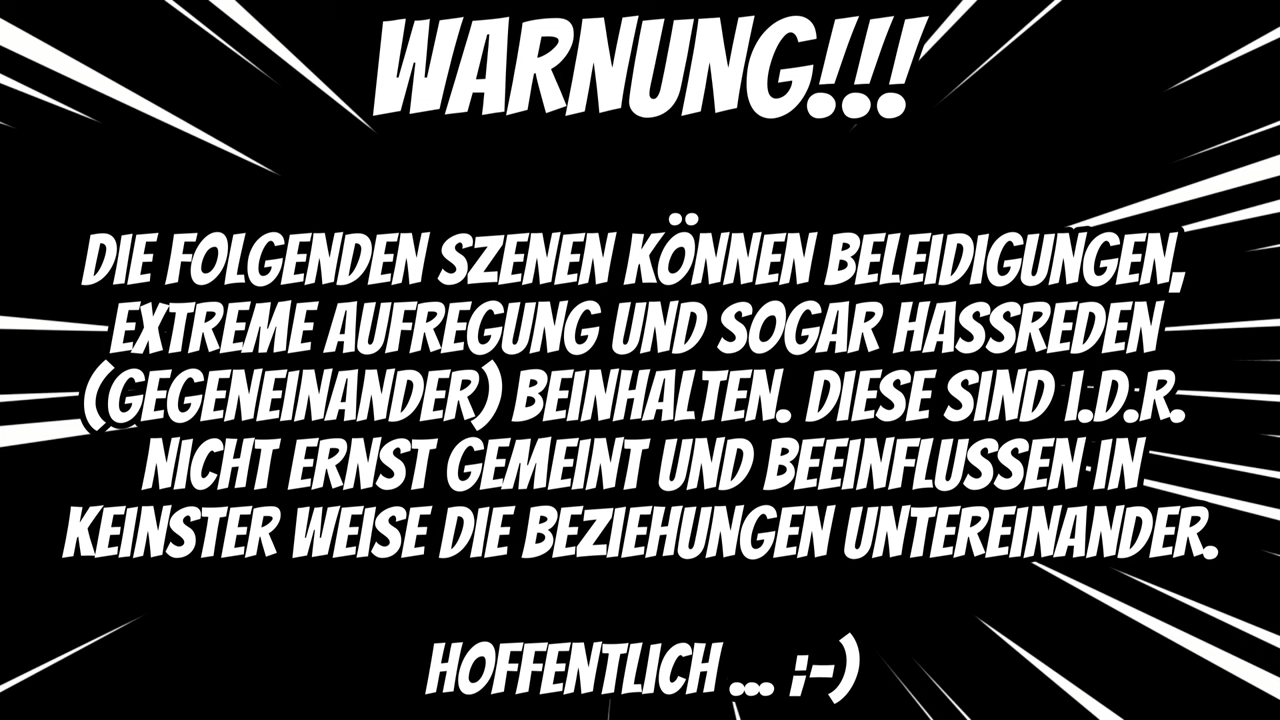 WARNUNG!!!
DIE FOLGENDEN SZENEN KÖNNEN BELEIDIGUNGEN,
EXTREME AUFREGUNG UND SOGAR HASSREDEN
(GEGENEINANDER) BEINHALTEN. DIESE SIND I.D.R.
NICHT ERNST GEMEINT UND BEEINFLUSSEN IN
KEINSTER WEISE DIE BEZIEHUNGEN UNTEREINANDER.
HOFFENTLICH ... ;-)